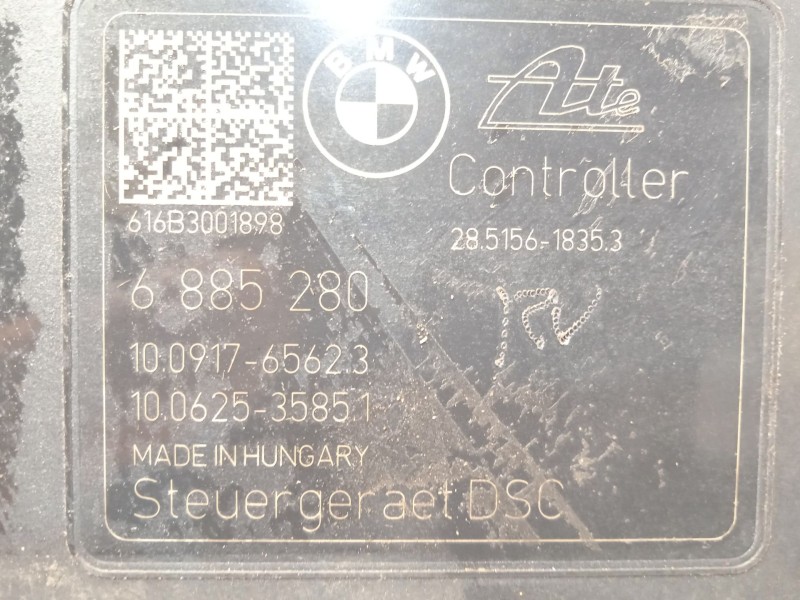 BMW
Ate
Controller
616B3001898
28.5156-1835.3
6 885 280
10.0917-6562.3
10.0625-3585.1
MADE IN HUNGARY
Steuergeraet DSC